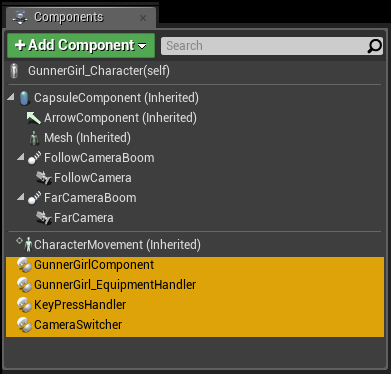 Components
+ Add Component
Search
GunnerGirl_Character(self)
CapsuleComponent (Inherited)
ArrowComponent (Inherited)
Mesh (Inherited)
FollowCameraBoom
FollowCamera
FarCameraBoom
FarCamera
CharacterMovement (Inherited)
GunnerGirlComponent
GunnerGirl_EquipmentHandler
KeyPressHandler
CameraSwitcher